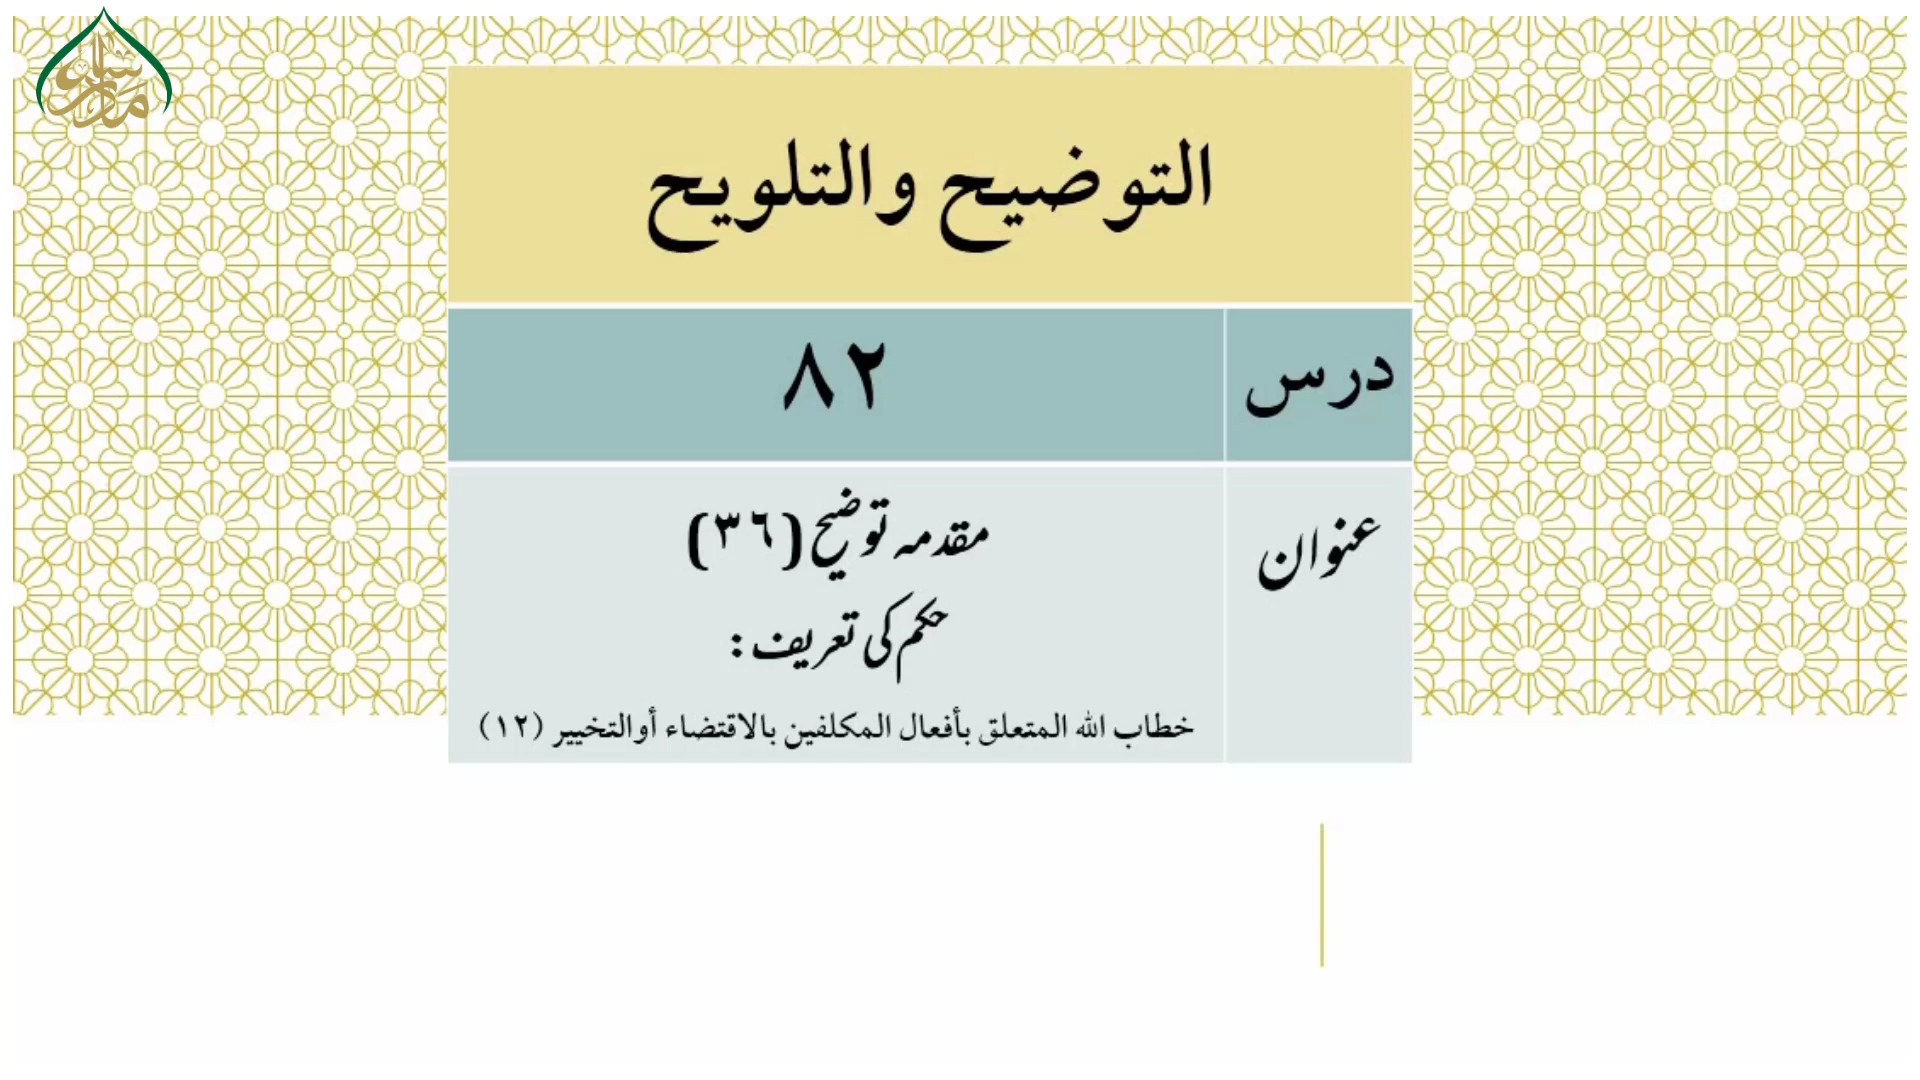 التوضيح والتلويح
درس ٨٢
عنوان مقدمہ توضیح (٣٦)
حکم کی تعریف :
خطاب الله المتعلق بأفعال المكلفين بالاقتضاء أوالتخيير (١٢)